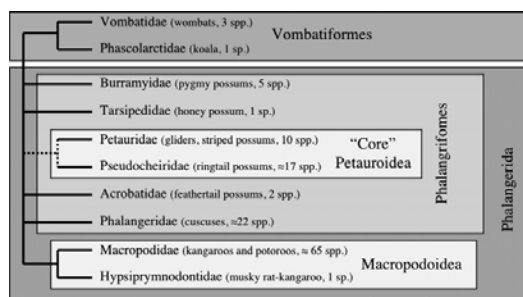 Vombatidae (wombats, 3 spp.)
Phascolarctidae (koala, 1 sp.)
Vombatiformes
Burramyidae (pygmy possums, 5 spp.)
Tarsipedidae (honey possum, 1 sp.)
Petauridae (gliders, striped possums, 10 spp.)
Pseudocheiridae (ringtail possums, ≈17 spp.)
“Core”
Petauroidea
Acrobatidae (feathertail possums, 2 spp.)
Phalangeridae (cuscuses, ≈22 spp.)
Phalangrifomes
Macropodidae (kangaroos and potoroos, ≈ 65 spp.)
Hypsiprymnodontidae (musky rat-kangaroo, 1 sp.)
Macropodoidea
Phalangerida